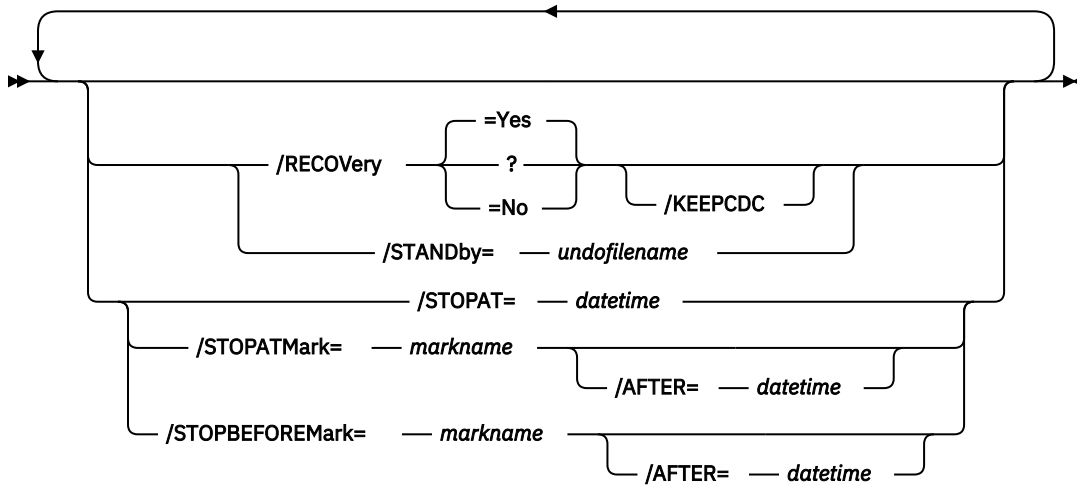 =Yes
/RECOVery ?
=No
/KEEPCDC
/STANDby= undofilename
/STOPAT= datetime
/STOPATMark= markname
/AFTER= datetime
/STOPBEFOREMark= markname
/AFTER= datetime